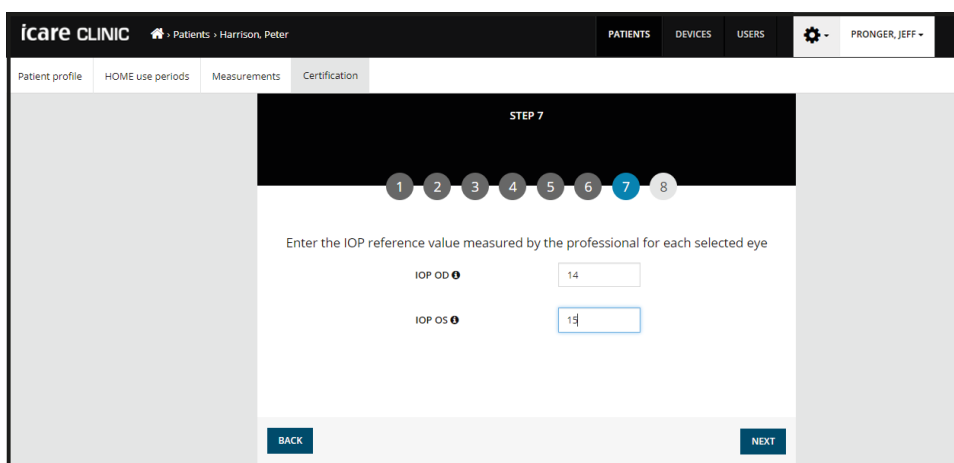 icare CLINIC › Patients › Harrison, Peter PATIENTS DEVICES USERS PRONGER, JEFF
Patient profile HOME use periods Measurements Certification
STEP 7
1 2 3 4 5 6 7 8
Enter the IOP reference value measured by the professional for each selected eye
IOP OD 14
IOP OS 15
BACK NEXT